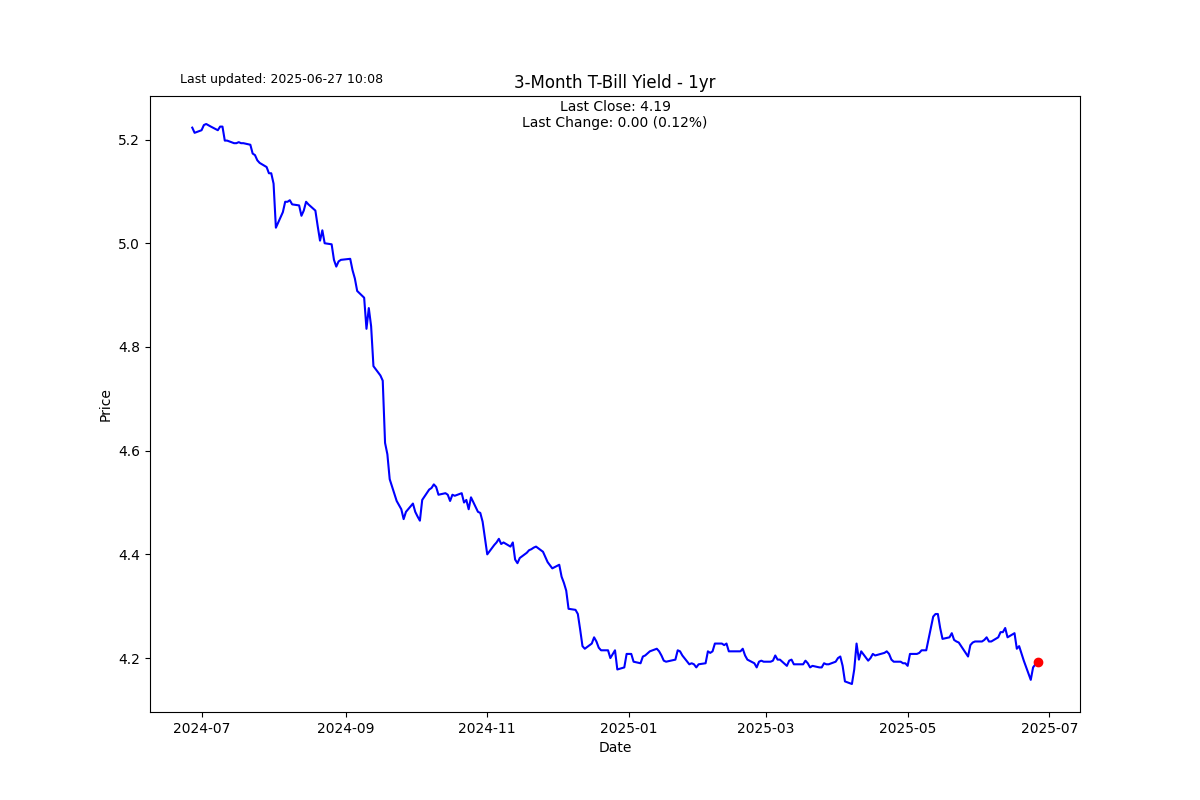 Last updated: 2025-06-27 10:08
3-Month T-Bill Yield - 1yr
Last Close: 4.19
Last Change: 0.00 (0.12%)
5.2
5.0
4.8
4.6
4.4
4.2
Price
2024-07
2024-09
2024-11
2025-01
2025-03
2025-05
2025-07
Date